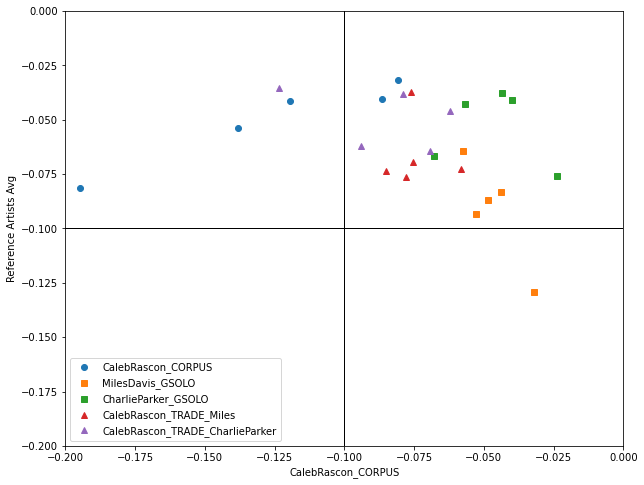 0.000
−0.025
−0.050
−0.075
−0.100
−0.125
−0.150
−0.175
−0.200
Reference Artists Avg
CalebRascon_CORPUS
MilesDavis_GSOLO
CharlieParker_GSOLO
CalebRascon_TRADE_Miles
CalebRascon_TRADE_CharlieParker
−0.200 −0.175 −0.150 −0.125 −0.100 −0.075 −0.050 −0.025 0.000
CalebRascon_CORPUS